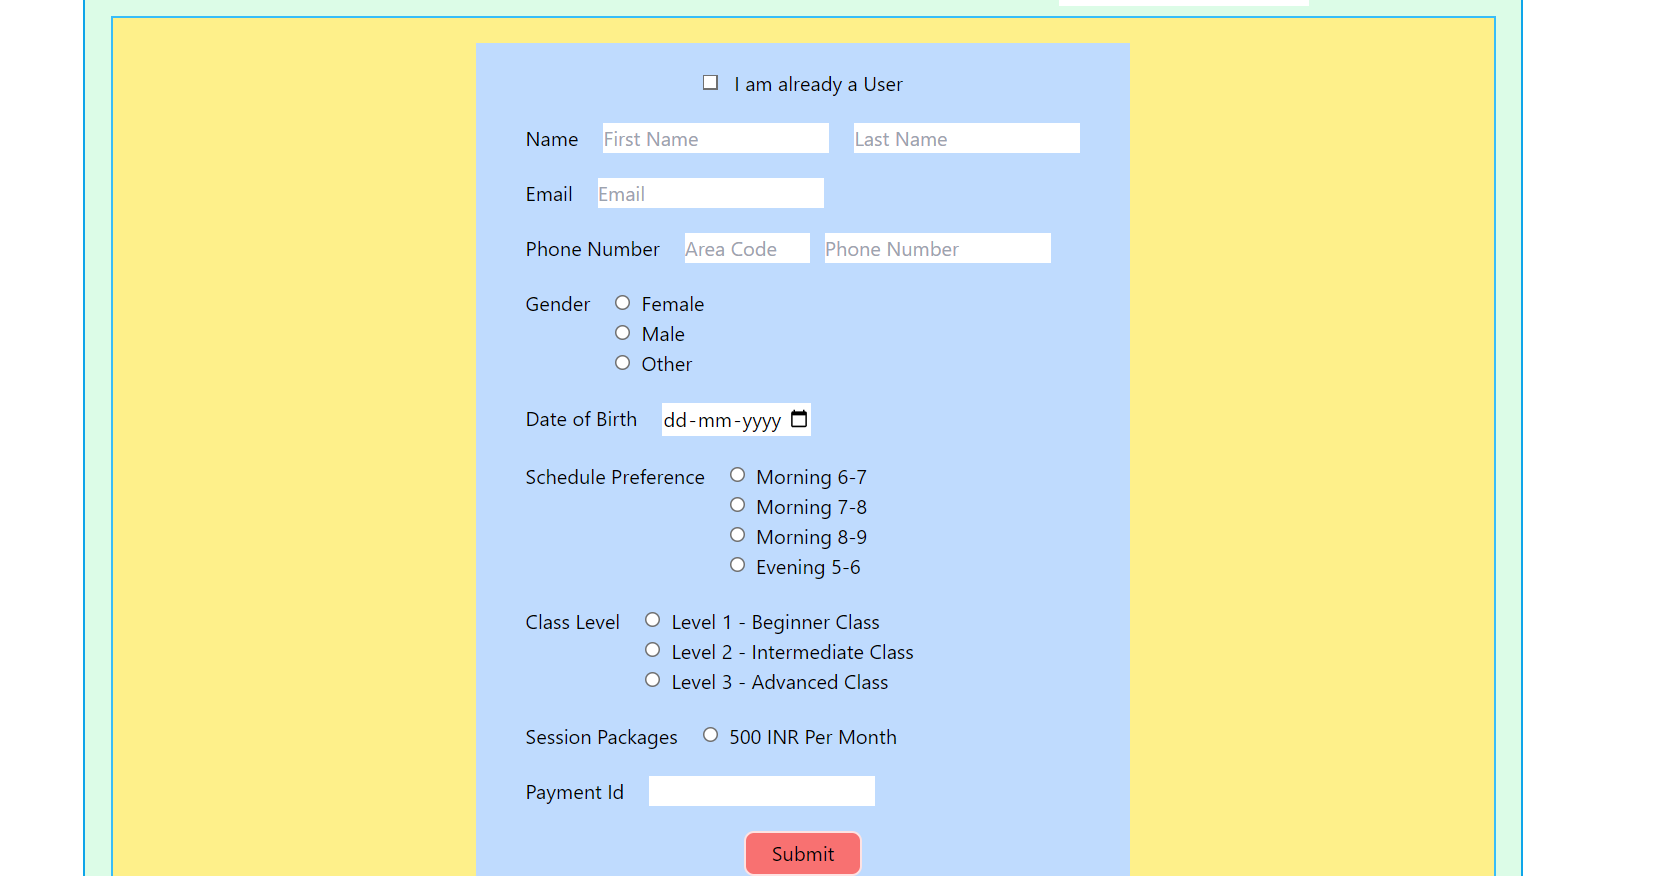 I am already a User
Name First Name Last Name
Email Email
Phone Number Area Code Phone Number
Gender Female
Male
Other
Date of Birth dd-mm-yyyy
Schedule Preference Morning 6-7
Morning 7-8
Morning 8-9
Evening 5-6
Class Level Level 1 - Beginner Class
Level 2 - Intermediate Class
Level 3 - Advanced Class
Session Packages 500 INR Per Month
Payment Id
Submit